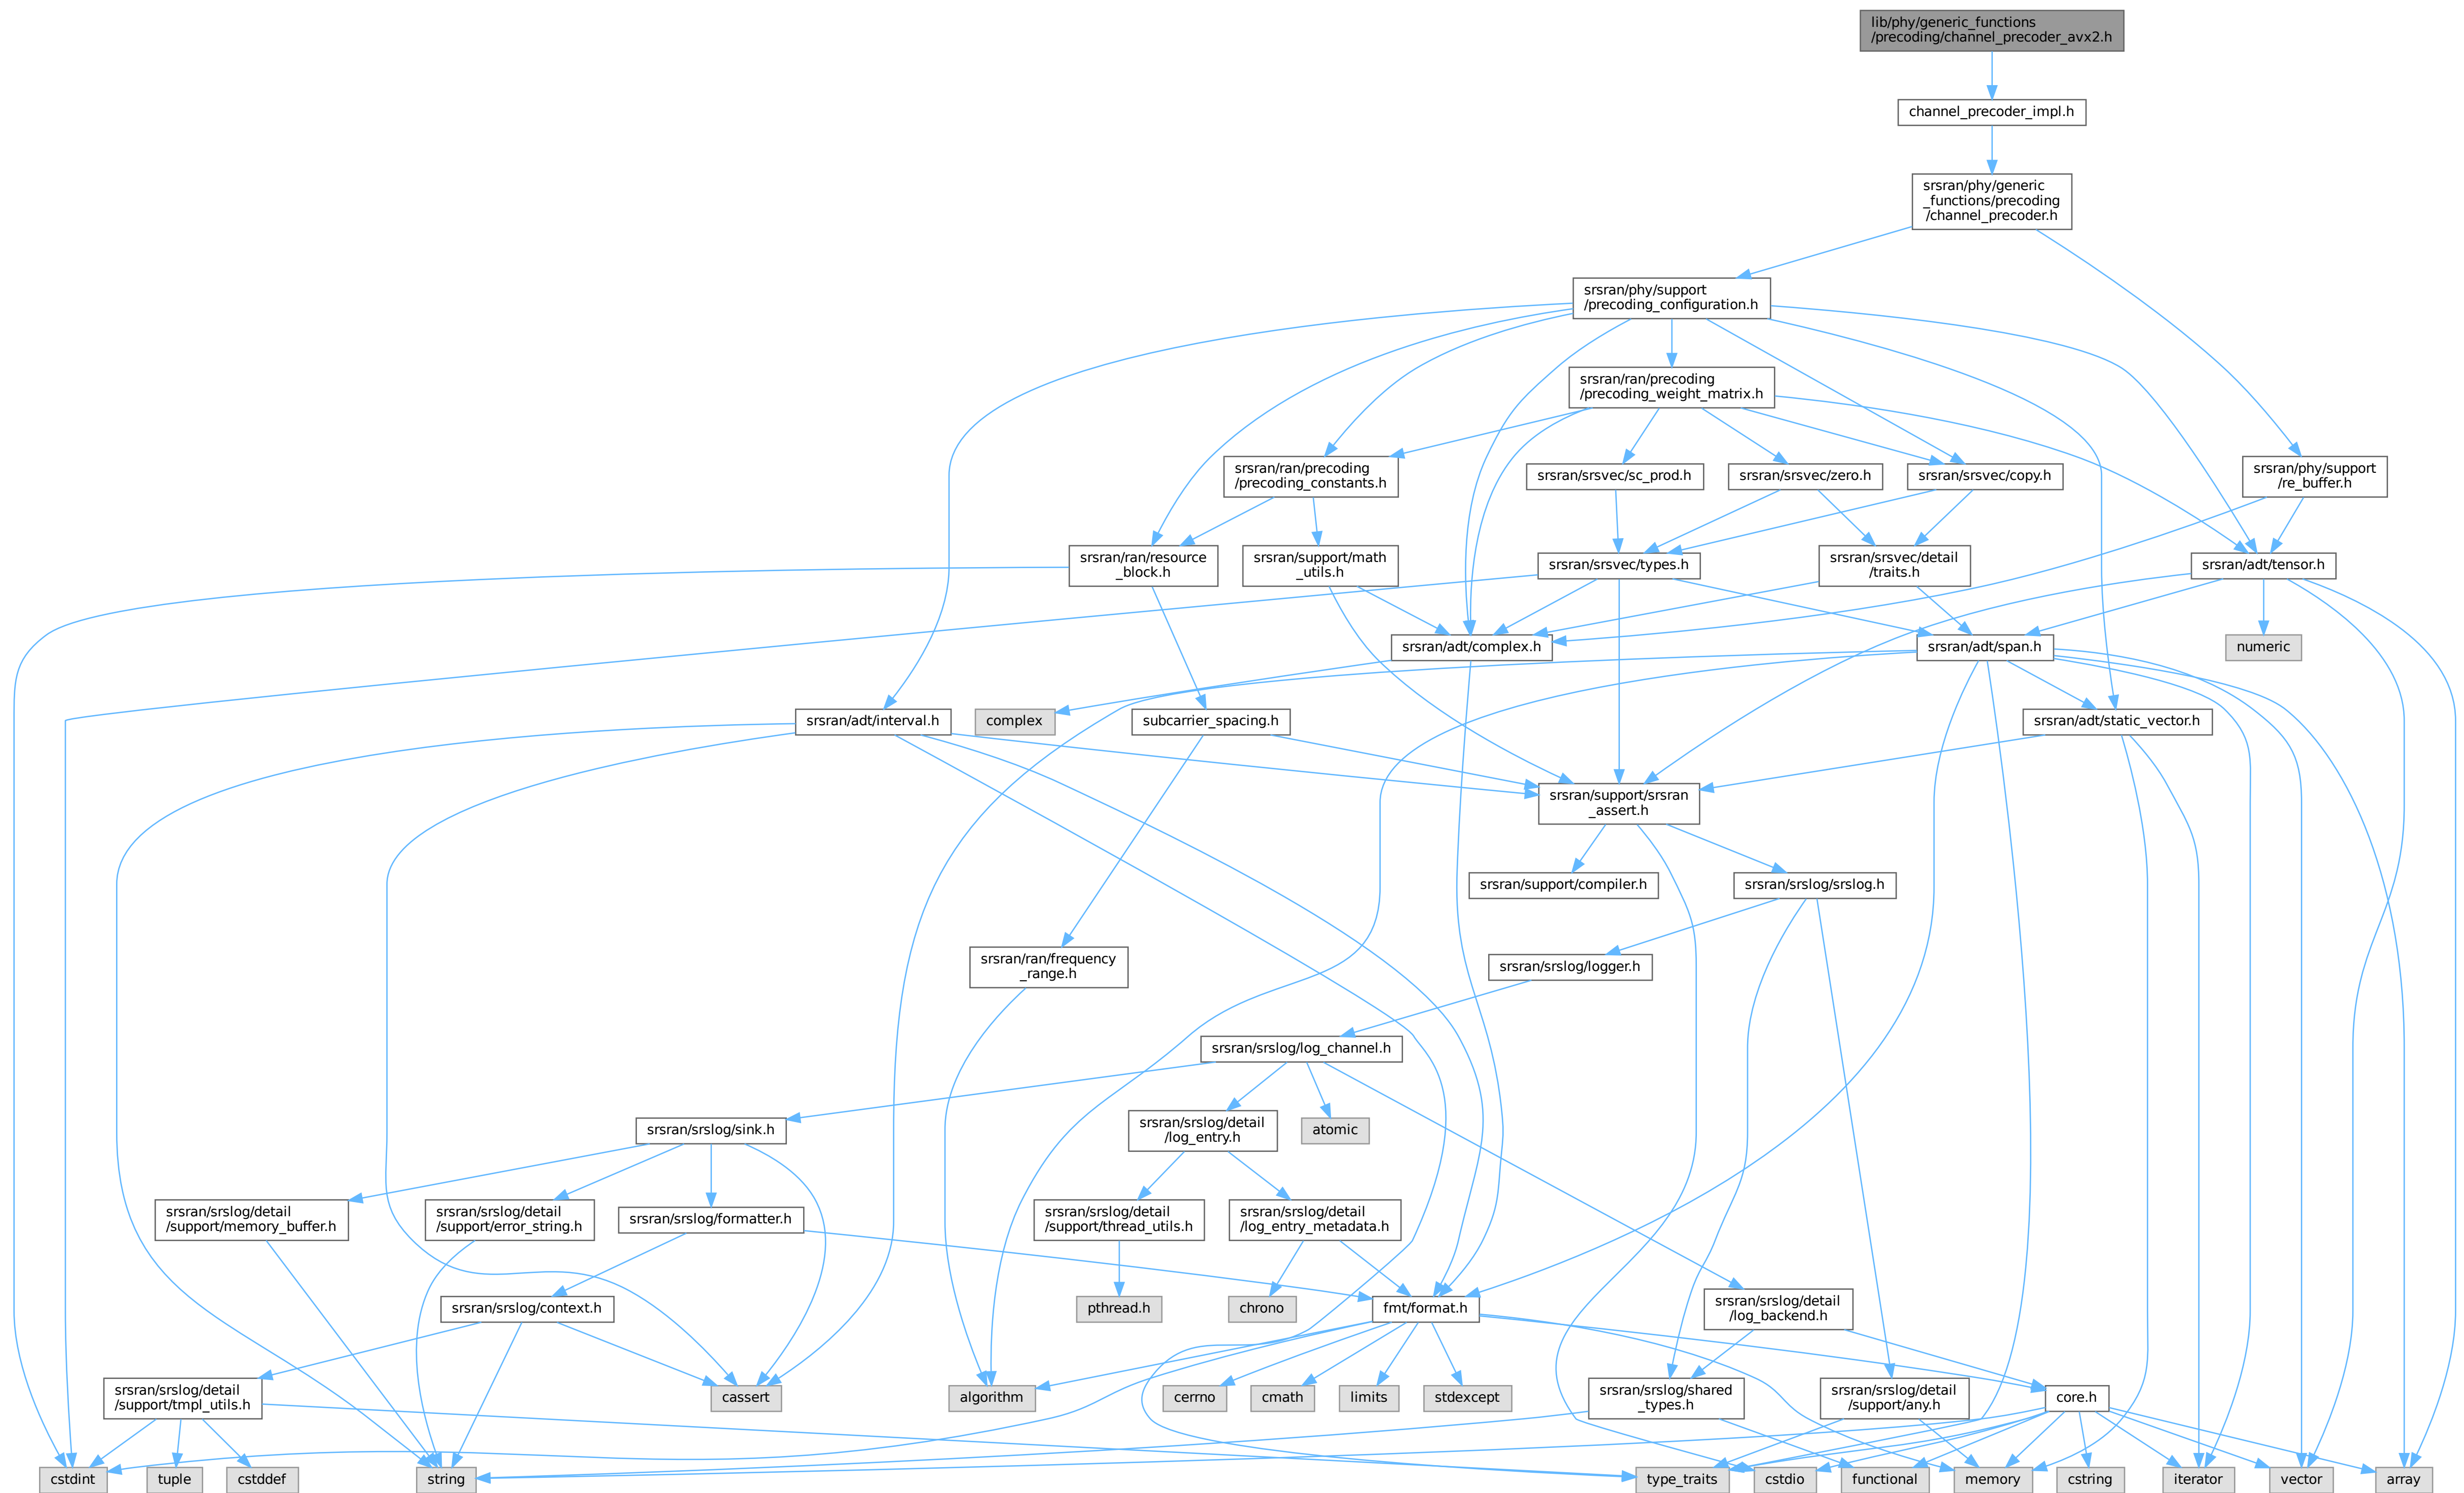 lib/phy/generic_functions
/precoding/channel_precoder_avx2.h
channel_precoder_impl.h
srsran/phy/generic
_functions/precoding
/channel_precoder.h
srsran/phy/support
/precoding_configuration.h
srsran/ran/precoding
/precoding_weight_matrix.h
srsran/ran/precoding
/precoding_constants.h
srsran/srsvec/sc_prod.h
srsran/srsvec/zero.h
srsran/srsvec/copy.h
srsran/phy/support
/re_buffer.h
srsran/ran/resource
_block.h
srsran/support/math
_utils.h
srsran/srsvec/types.h
srsran/srsvec/detail
/traits.h
srsran/adt/tensor.h
srsran/adt/complex.h
srsran/adt/span.h
numeric
srsran/adt/interval.h
complex
subcarrier_spacing.h
srsran/adt/static_vector.h
srsran/support/srsran
_assert.h
srsran/support/compiler.h
srsran/srslog/srslog.h
srsran/ran/frequency
_range.h
srsran/srslog/logger.h
srsran/srslog/log_channel.h
srsran/srslog/sink.h
srsran/srslog/detail
/log_entry.h
atomic
srsran/srslog/detail
/support/memory_buffer.h
srsran/srslog/detail
/support/error_string.h
srsran/srslog/formatter.h
srsran/srslog/detail
/support/thread_utils.h
srsran/srslog/detail
/log_entry_metadata.h
srsran/srslog/context.h
pthread.h
chrono
fmt/format.h
srsran/srslog/detail
/log_backend.h
srsran/srslog/detail
/support/tmpl_utils.h
cassert
algorithm
cerrno
cmath
limits
stdexcept
srsran/srslog/shared
_types.h
srsran/srslog/detail
/support/any.h
core.h
cstdint
tuple
cstddef
string
type_traits
cstdio
functional
memory
cstring
iterator
vector
array